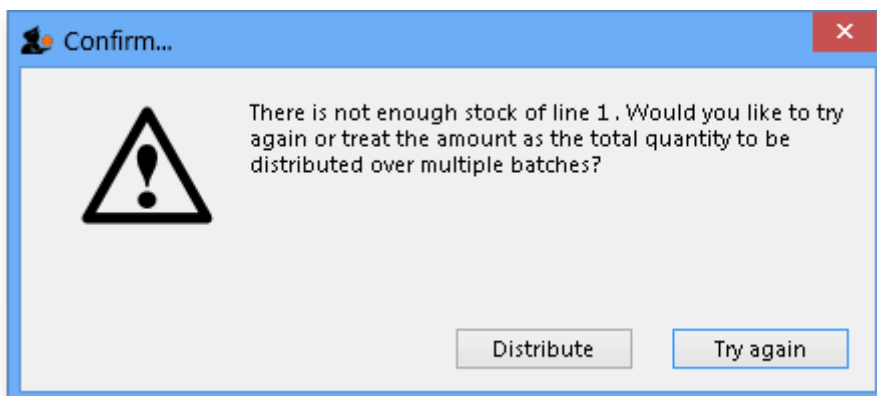 Confirm...
There is not enough stock of line 1 . Would you like to try
again or treat the amount as the total quantity to be
distributed over multiple batches?
Distribute
Try again